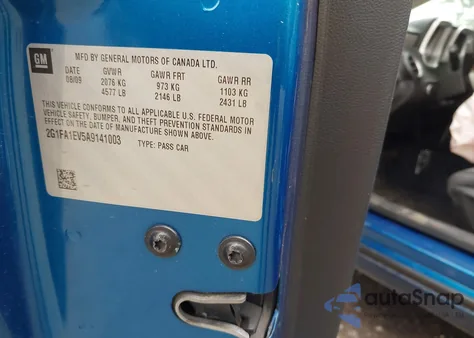 GM
MFD BY GENERAL MOTORS OF CANADA LTD.
DATE GVWR GAWR FRT GAWR RR
08/09 2076 KG 973 KG 1103 KG
4577 LB 2146 LB 2431 LB
THIS VEHICLE CONFORMS TO ALL APPLICABLE U.S. FEDERAL MOTOR
VEHICLE SAFETY, BUMPER, AND THEFT PREVENTION STANDARDS IN
EFFECT ON THE DATE OF MANUFACTURE SHOWN ABOVE.
2G1FA1EV5A9141003 TYPE: PASS CAR
autoSnap